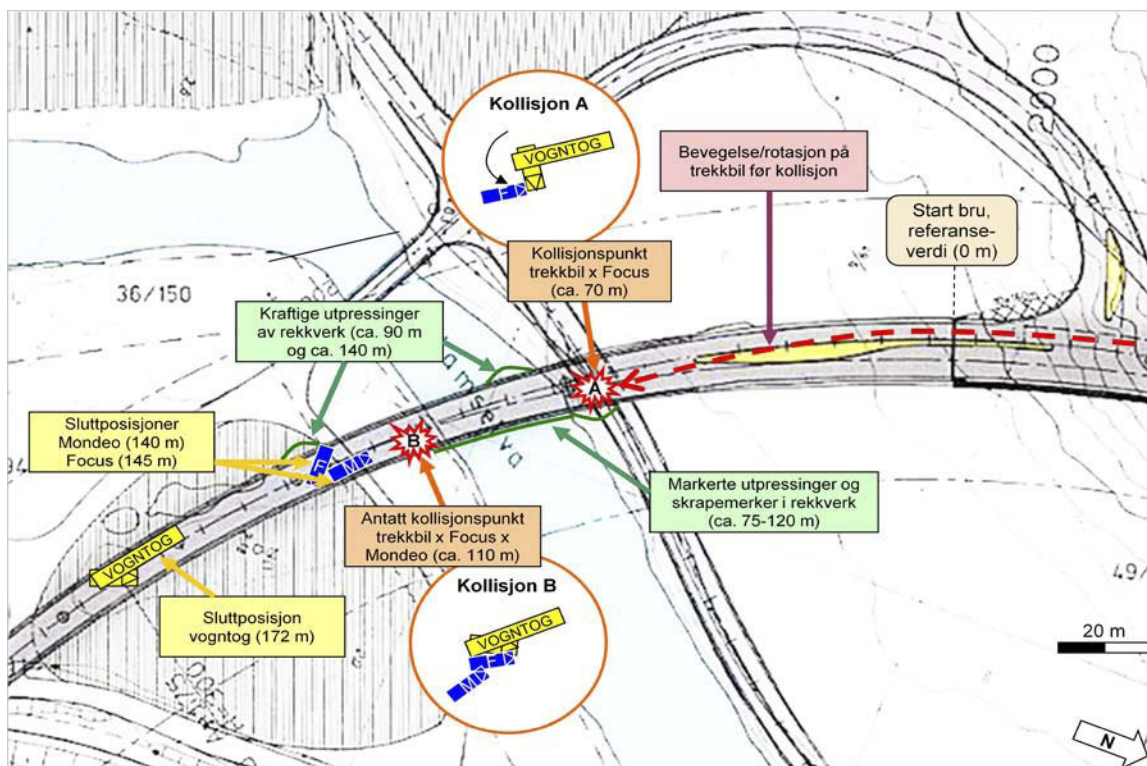 Kollisjon A
VOGNTOG
F
V
Bevegelse/rotasjon på
trekkbil før kollisjon
Start bru,
referanse-
verdi (0 m)
2000
Kollisjonspunkt
trekkbil x Focus
(ca. 70 m)
36/150
Kraftige utpressinger
av rekkverk (ca. 90 m
og ca. 140 m)
A
Sluttposisjoner
Mondeo (140 m)
Focus (145 m)
B
F
M
Markerte utpressinger og
skrapemerker i rekkverk
(ca. 75-120 m)
Antatt kollisjonspunkt
trekkbil x Focus x
Mondeo (ca. 110 m)
VOGNTOG
49/
Kollisjon B
Sluttposisjon
vogntog (172 m)
VOGNTOG
F
M
20 m
N